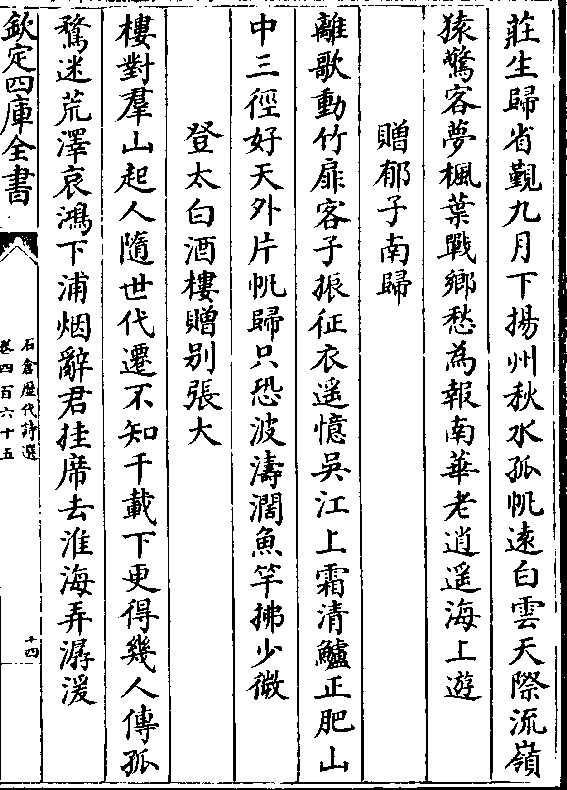 莊生歸省覲九月下揚州秋水孤帆遠白雲天際流嶺
猿驚客夢楓葉戰鄉愁為報南華老逍遥海上遊
贈郁子南歸
離歌動竹扉客子振征衣遥憶吳江上霜清鱸正肥山
中三徑好天外片帆歸只恐波濤濶魚竿拂少微
登太白酒樓贈别張大
樓對羣山起人隨世代遷不知千載下更得幾人傳孤
鶩迷荒澤哀鴻下浦烟辭君挂席去淮海弄潺湲
欽定四庫全書
石倉歴代詩選
卷四百六十五
十四